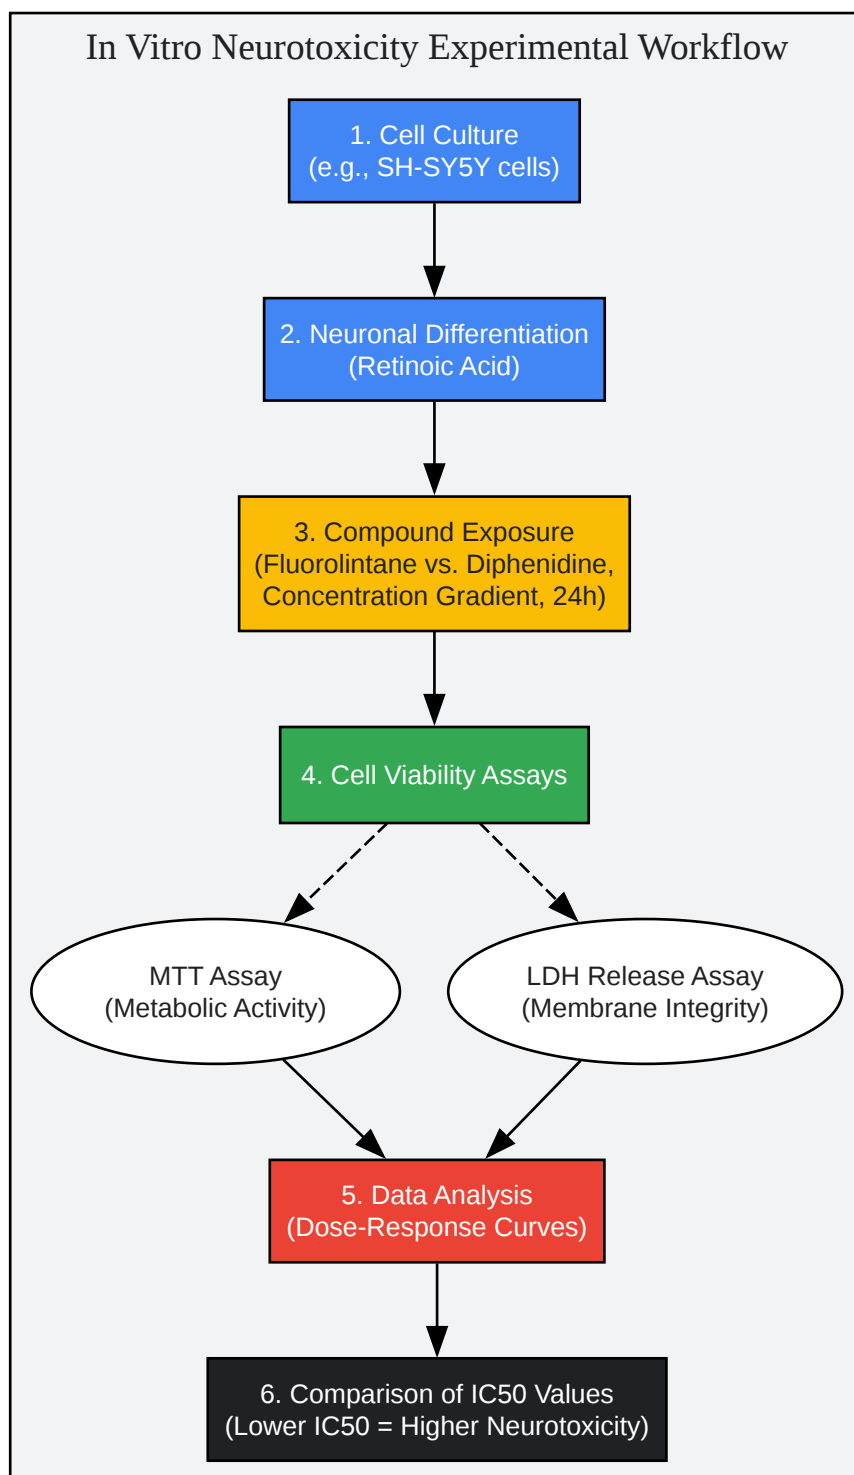 In Vitro Neurotoxicity Experimental Workflow
1. Cell Culture
(e.g., SH-SY5Y cells)
2. Neuronal Differentiation
(Retinoic Acid)
3. Compound Exposure
(Fluorolintane vs. Diphenidine,
Concentration Gradient, 24h)
4. Cell Viability Assays
MTT Assay
(Metabolic Activity)
LDH Release Assay
(Membrane Integrity)
5. Data Analysis
(Dose-Response Curves)
6. Comparison of IC50 Values
(Lower IC50 = Higher Neurotoxicity)